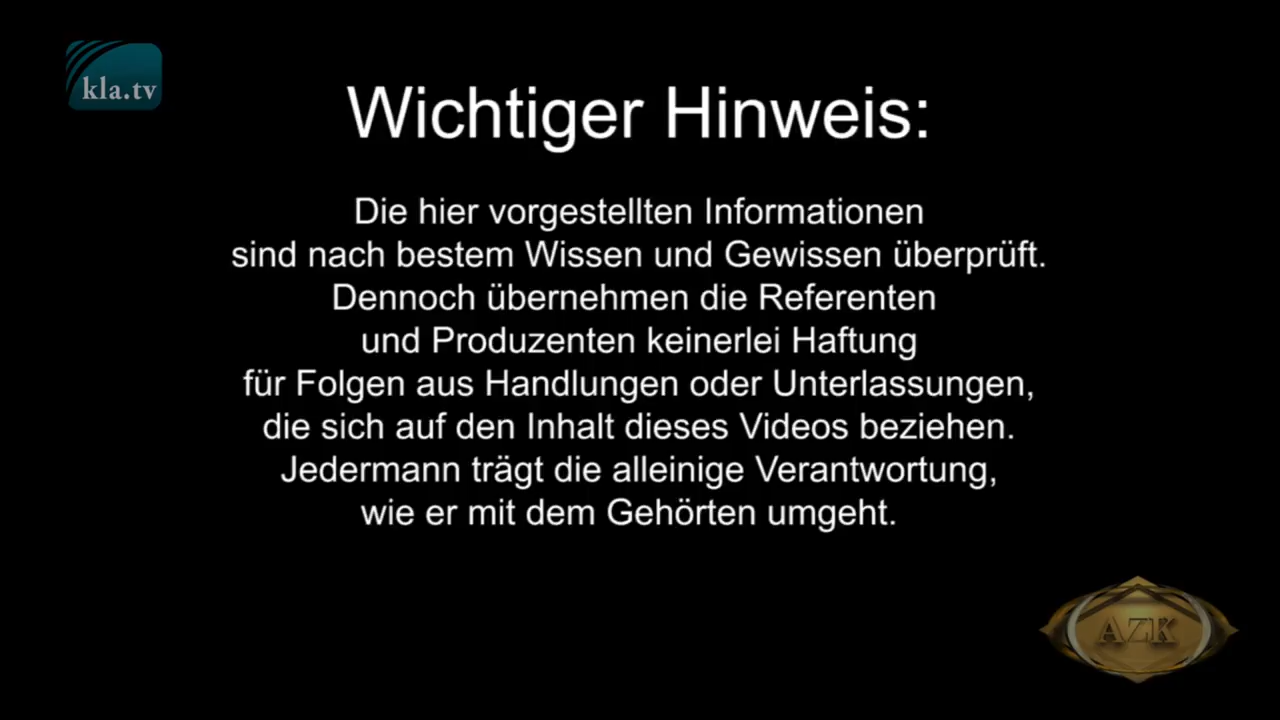 kla.tv
Wichtiger Hinweis:
Die hier vorgestellten Informationen
sind nach bestem Wissen und Gewissen überprüft.
Dennoch übernehmen die Referenten
und Produzenten keinerlei Haftung
für Folgen aus Handlungen oder Unterlassungen,
die sich auf den Inhalt dieses Videos beziehen.
Jedermann trägt die alleinige Verantwortung,
wie er mit dem Gehörten umgeht.
AZK